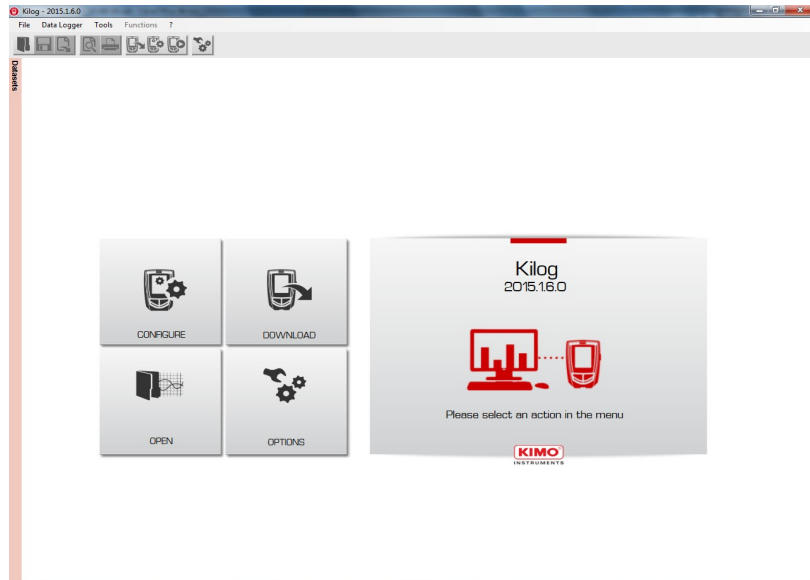 Kilog - 2015.1.6.0
File Data Logger Tools Functions ?
Datasets
CONFIGURE DOWNLOAD
OPEN OPTIONS
Kilog
2015.1.6.0
Please select an action in the menu
KIMO
INSTRUMENTS